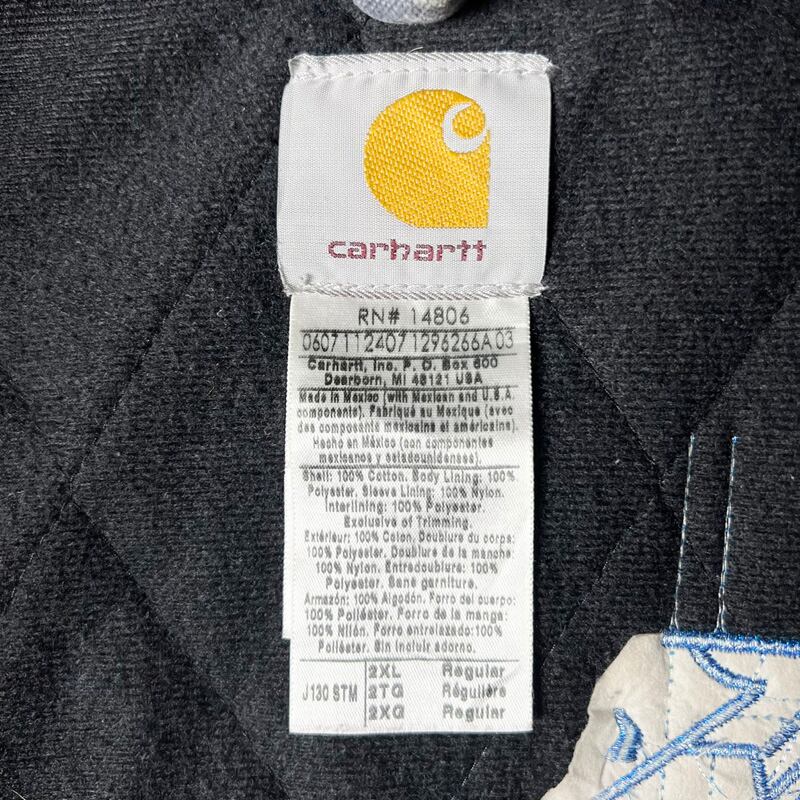 carhartt
RN# 14806
0607112407129626​6A03
Carhartt, Inc. P. O. Box 600
Dearborn, MI 48121 USA
Made in Mexico (with Mexican and U.S.A.
components). Fabriqué au Mexique (avec
des composants mexicains et américains).
Hecho en México (con componentes
mexicanos y estadounidenses).
Shell: 100% Cotton. Body Lining: 100%
Polyester. Sleeve Lining: 100% Nylon.
Interlining: 100% Polyester.
Exclusive of Trimming.
Extérieur: 100% Coton. Doublure du corps:
100% Polyester. Doublure de la manche:
100% Nylon. Entredoublure: 100%
Polyester. Sans garniture.
Armazón: 100% Algodón. Forro del cuerpo:
100% Poliéster. Forro de la manga:
100% Nilón. Forro entrelazado:100%
Poliéster. Sin incluir adorno.
2XL Regular
J130 STM 2TG Régulière
2XG Regular